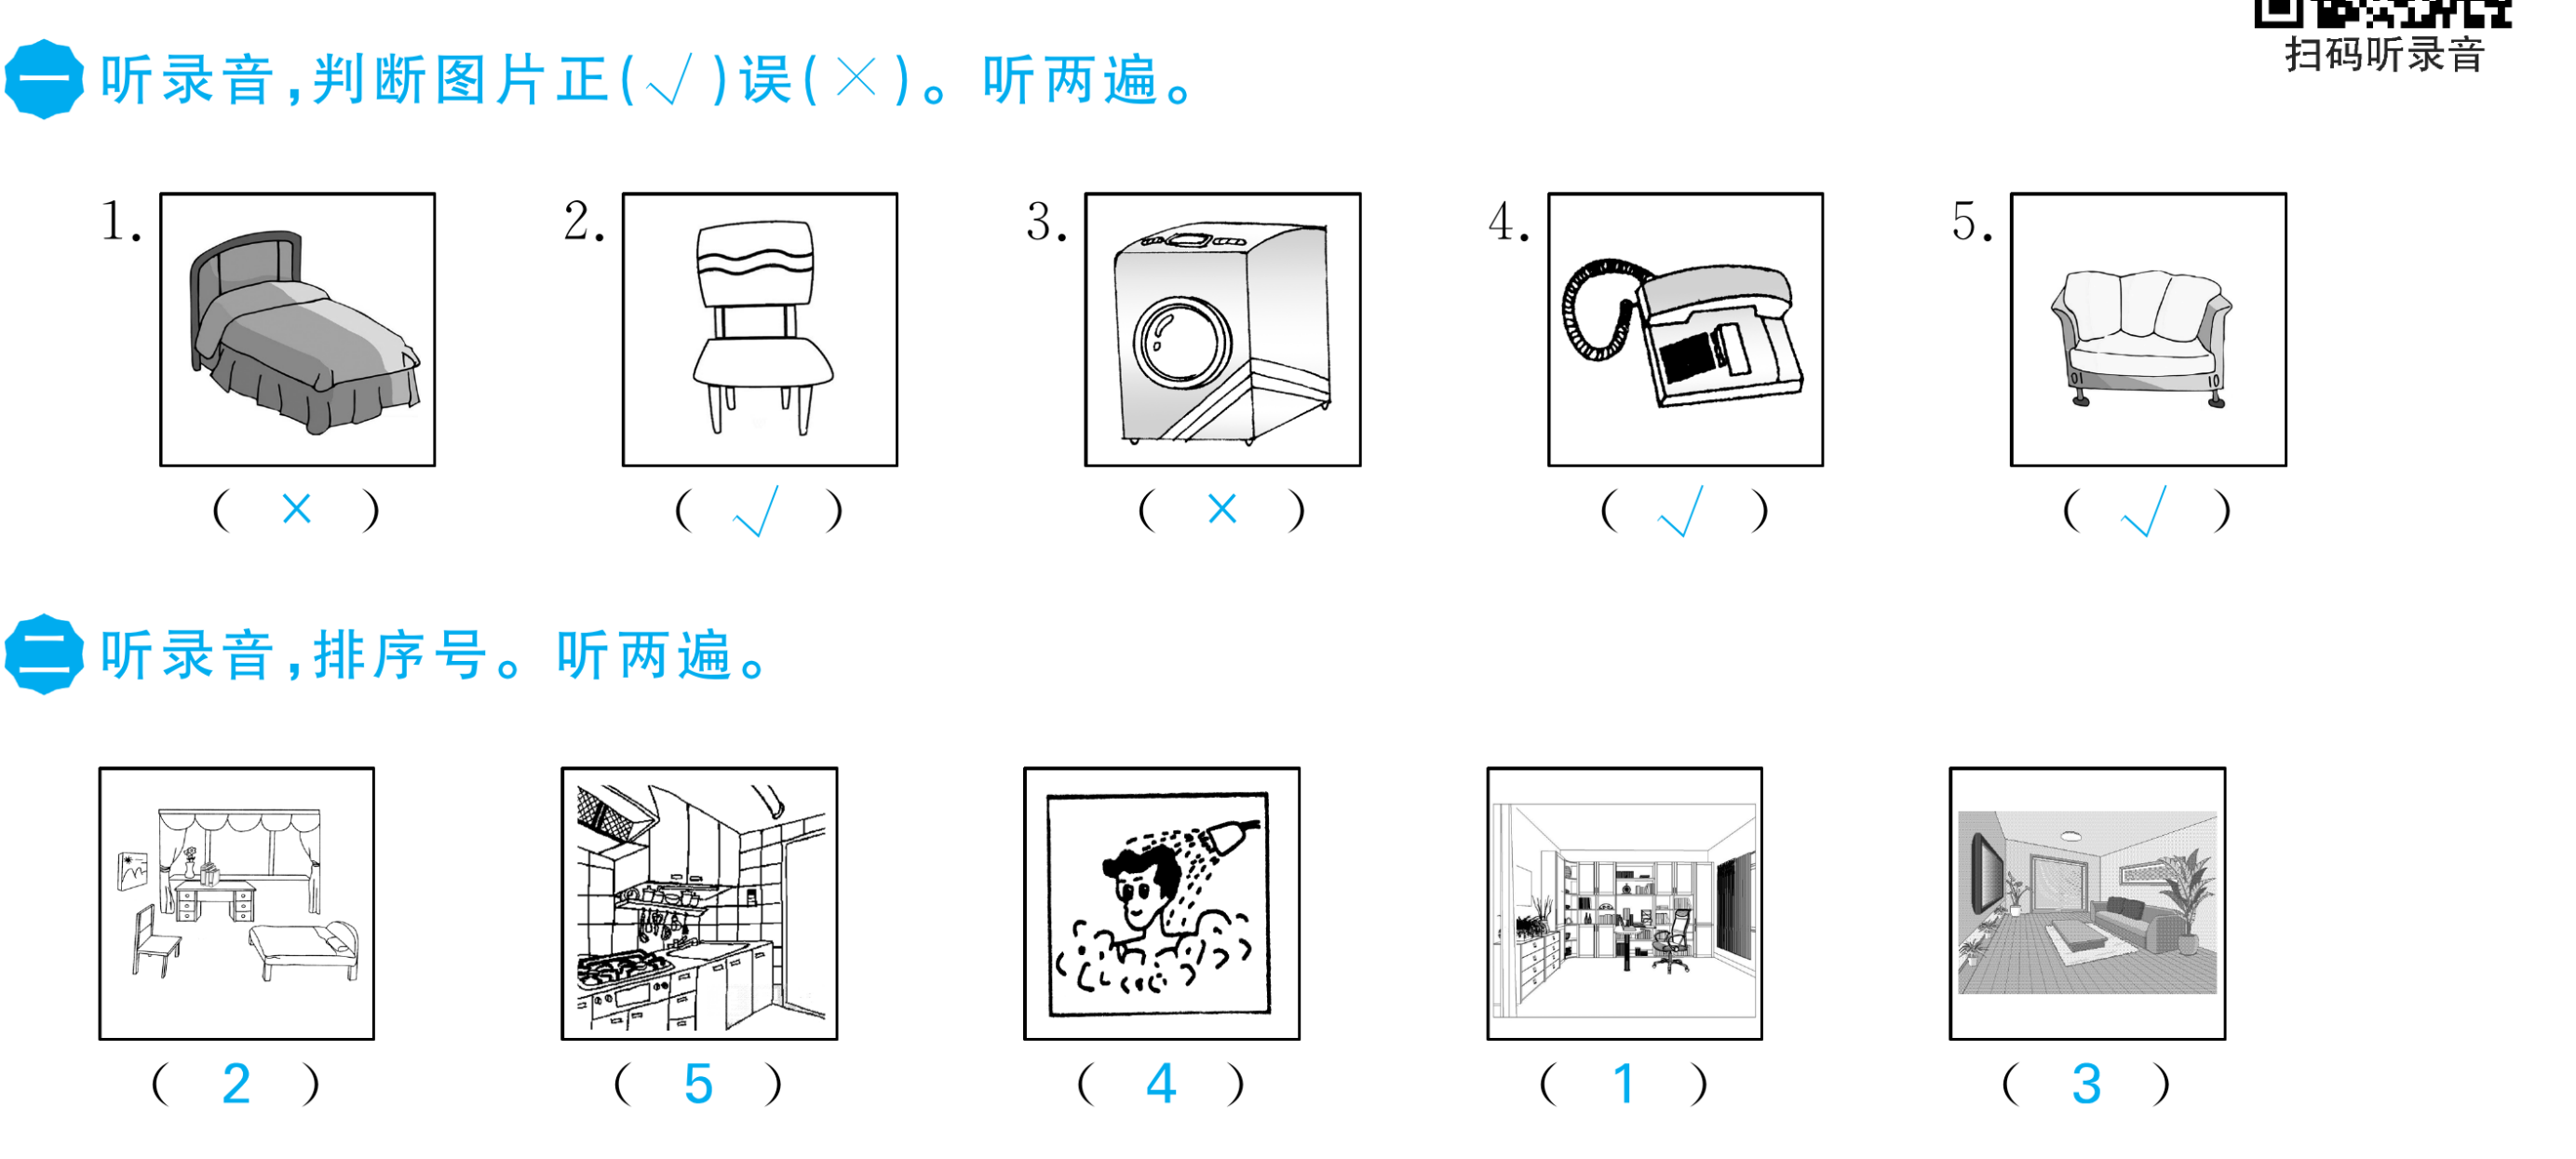 扫码听录音
一 听录音,判断图片正(√)误(×)。听两遍。
1. 2. 3. 4. 5.
( × ) ( √ ) ( × ) ( √ ) ( √ )
二 听录音,排序号。听两遍。
( 2 ) ( 5 ) ( 4 ) ( 1 ) ( 3 )